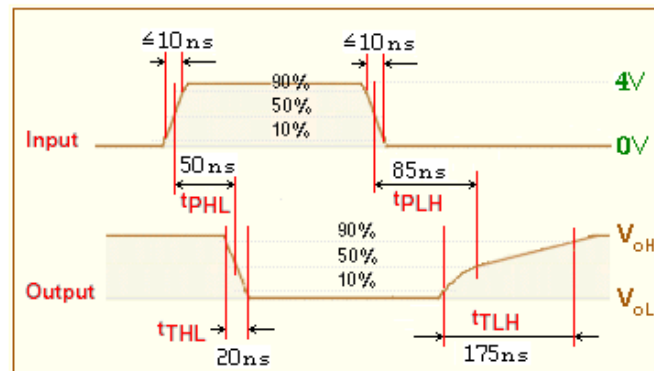 ≦10ns ≦10ns
90% 4V
50%
10%
Input 0V
50ns 85ns
tPHL tPLH
90% VoH
50%
10%
Output VoL
tTHL tTLH
20ns 175ns